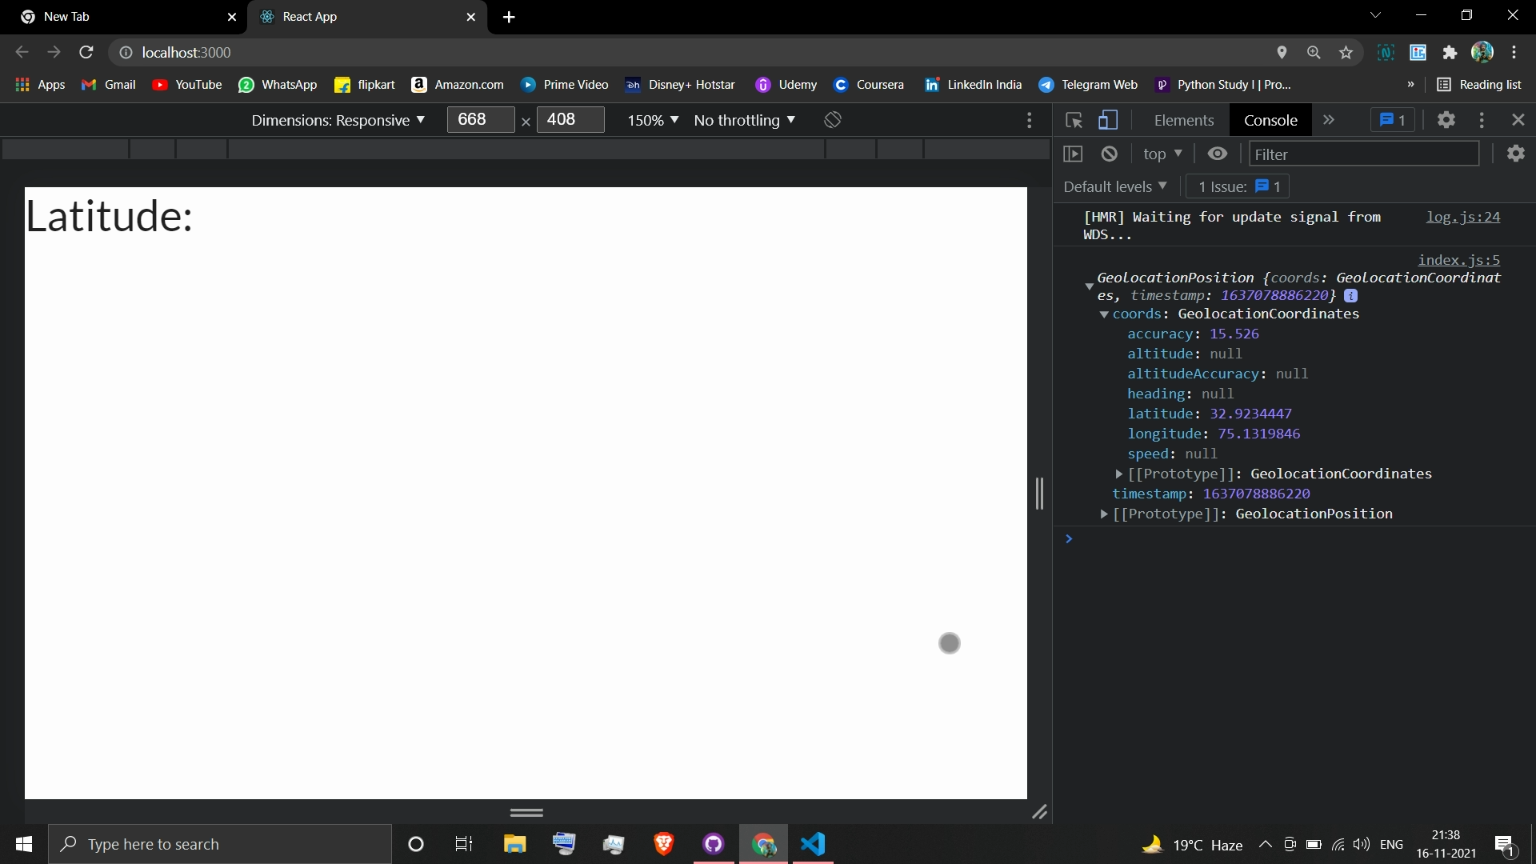 New Tab
React App
localhost:3000
Apps Gmail YouTube WhatsApp flipkart Amazon.com Prime Video Disney+ Hotstar Udemy Coursera LinkedIn India Telegram Web Python Study I | Pro... » Reading list
Dimensions: Responsive 668 x 408 150% No throttling
Elements Console » 1
top Filter
Default levels 1 Issue: 1
Latitude:
[HMR] Waiting for update signal from log.js:24
WDS...
index.js:5
GeolocationPosition {coords: GeolocationCoordinat
es, timestamp: 1637078886220} i
coords: GeolocationCoordinates
accuracy: 15.526
altitude: null
altitudeAccuracy: null
heading: null
latitude: 32.9234447
longitude: 75.1319846
speed: null
[[Prototype]]: GeolocationCoordinates
timestamp: 1637078886220
[[Prototype]]: GeolocationPosition
Type here to search
19°C Haze ENG
21:38
16-11-2021
1